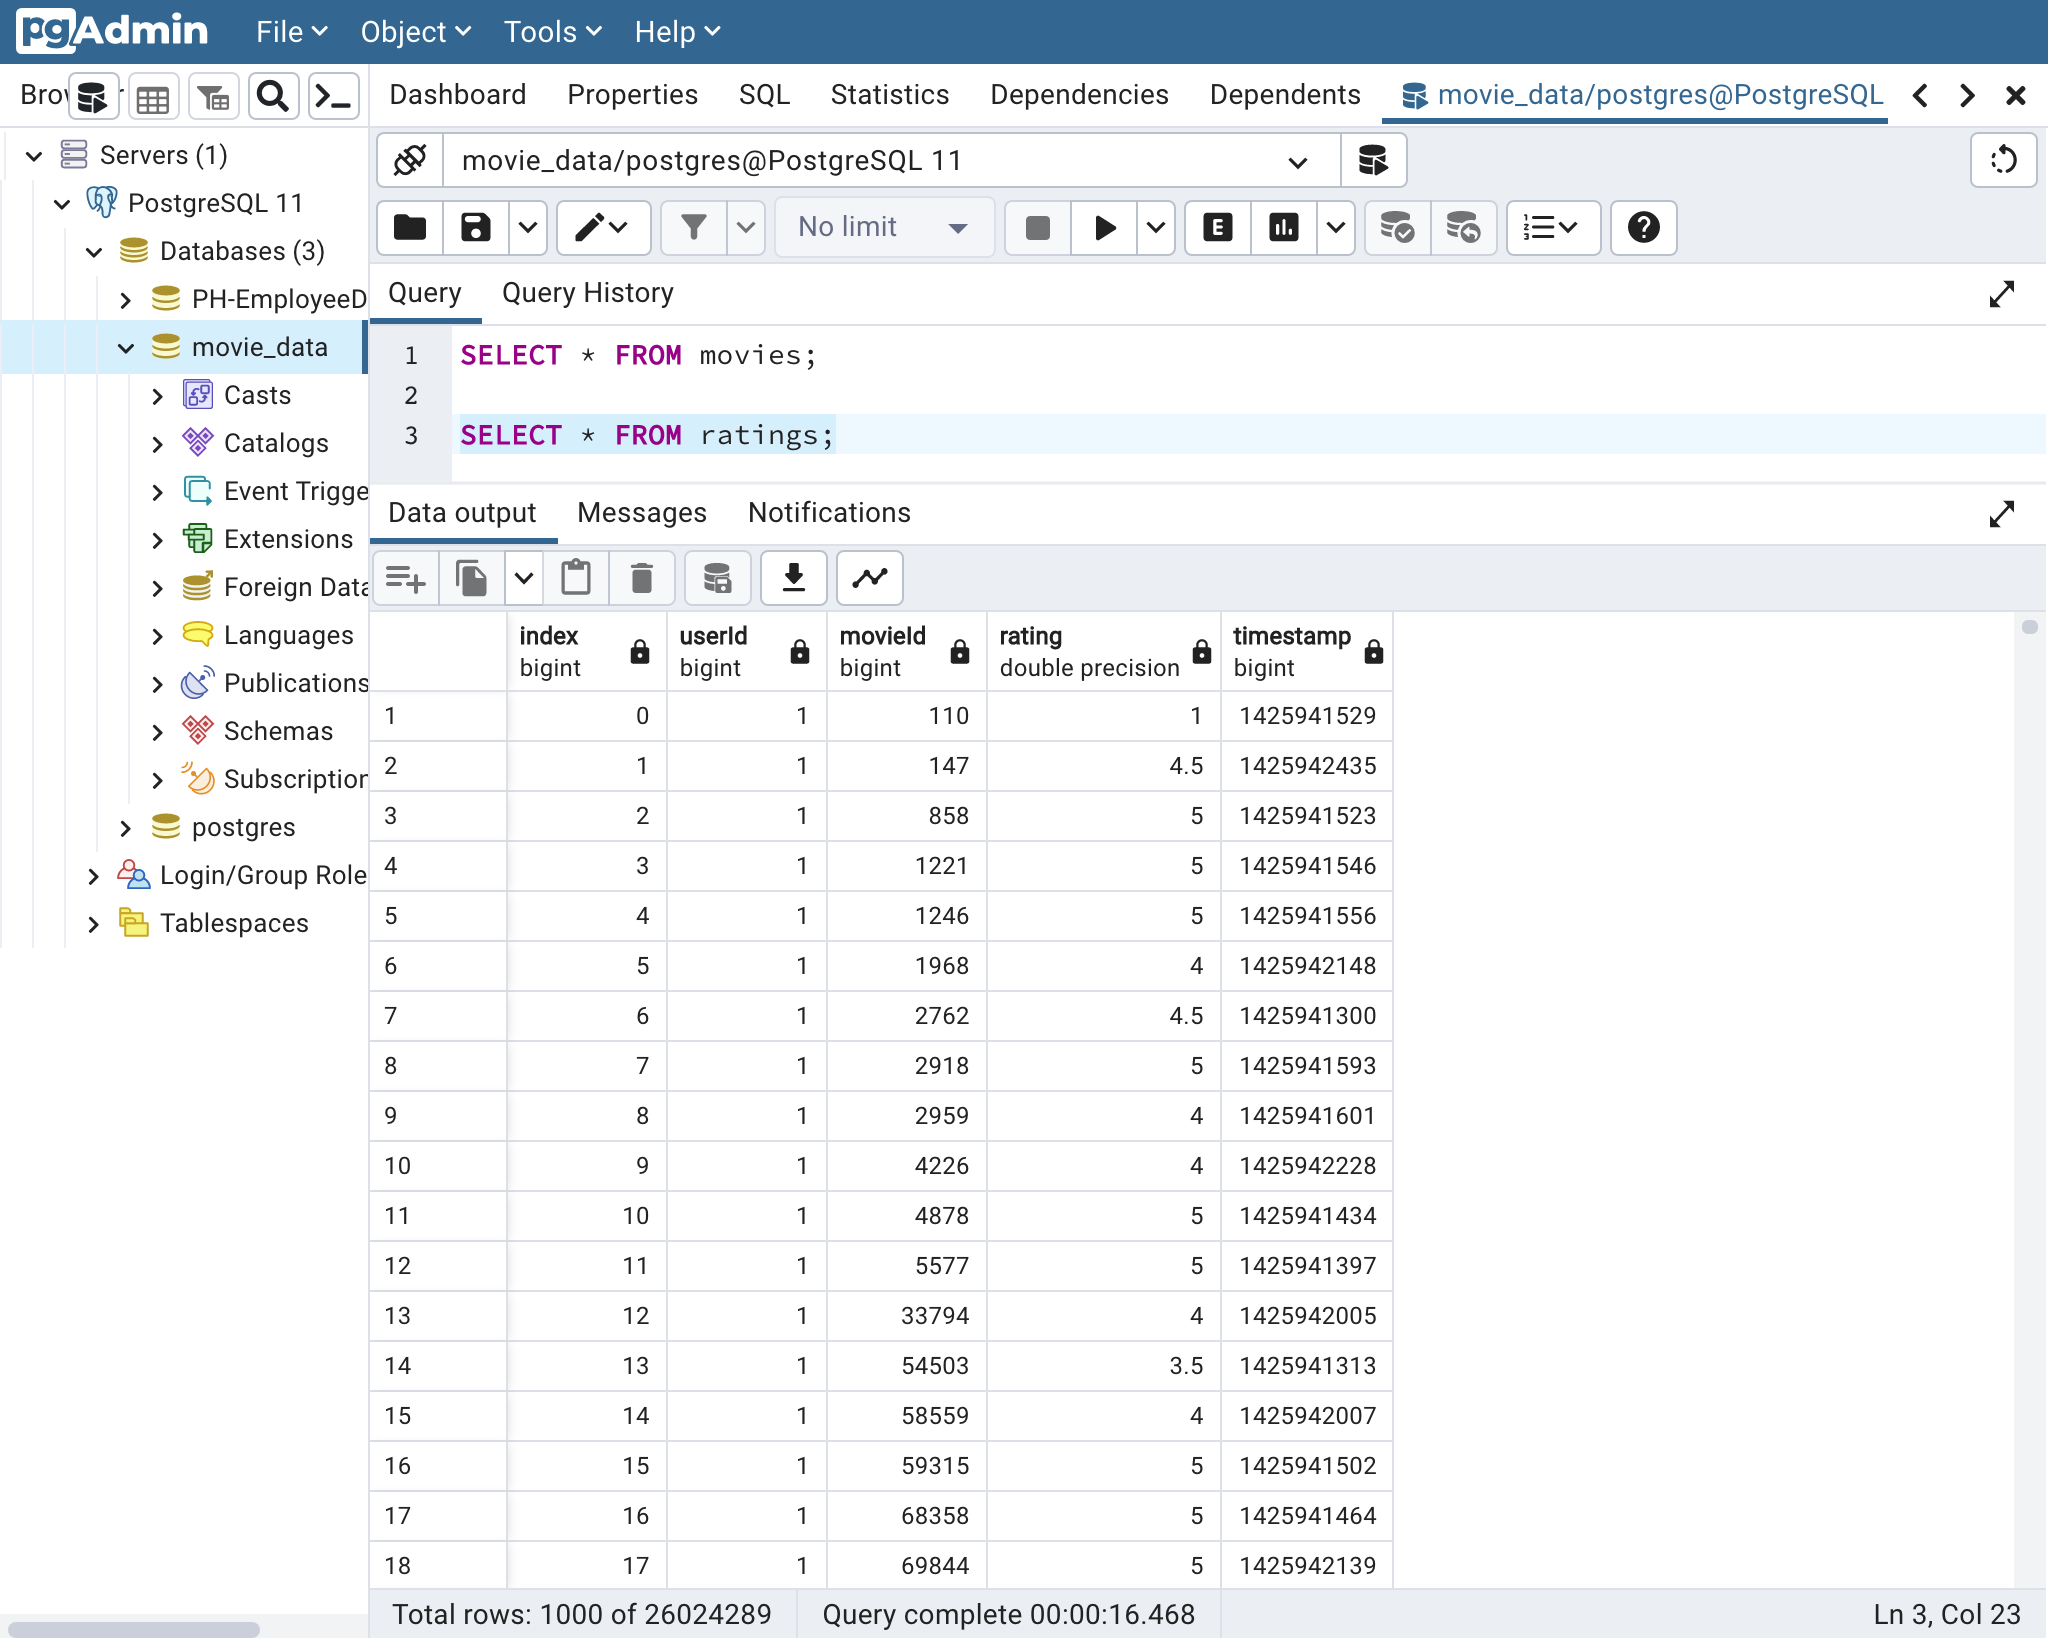 pgAdmin File Object Tools Help
Dashboard Properties SQL Statistics Dependencies Dependents movie_data/postgres@PostgreSQL
Servers (1)
PostgreSQL 11
Databases (3)
PH-EmployeeD
movie_data
Casts
Catalogs
Event Trigge
Extensions
Foreign Data
Languages
Publications
Schemas
Subscription
postgres
Login/Group Role
Tablespaces
movie_data/postgres@PostgreSQL 11
No limit
E
Query Query History
1 SELECT * FROM movies;
2
3 SELECT * FROM ratings;
Data output Messages Notifications
index userId movieId rating timestamp
bigint bigint bigint double precision bigint
1 0 1 110 1 1425941529
2 1 1 147 4.5 1425942435
3 2 1 858 5 1425941523
4 3 1 1221 5 1425941546
5 4 1 1246 5 1425941556
6 5 1 1968 4 1425942148
7 6 1 2762 4.5 1425941300
8 7 1 2918 5 1425941593
9 8 1 2959 4 1425941601
10 9 1 4226 4 1425942228
11 10 1 4878 5 1425941434
12 11 1 5577 5 1425941397
13 12 1 33794 4 1425942005
14 13 1 54503 3.5 1425941313
15 14 1 58559 4 1425942007
16 15 1 59315 5 1425941502
17 16 1 68358 5 1425941464
18 17 1 69844 5 1425942139
Total rows: 1000 of 26024289 Query complete 00:00:16.468 Ln 3, Col 23